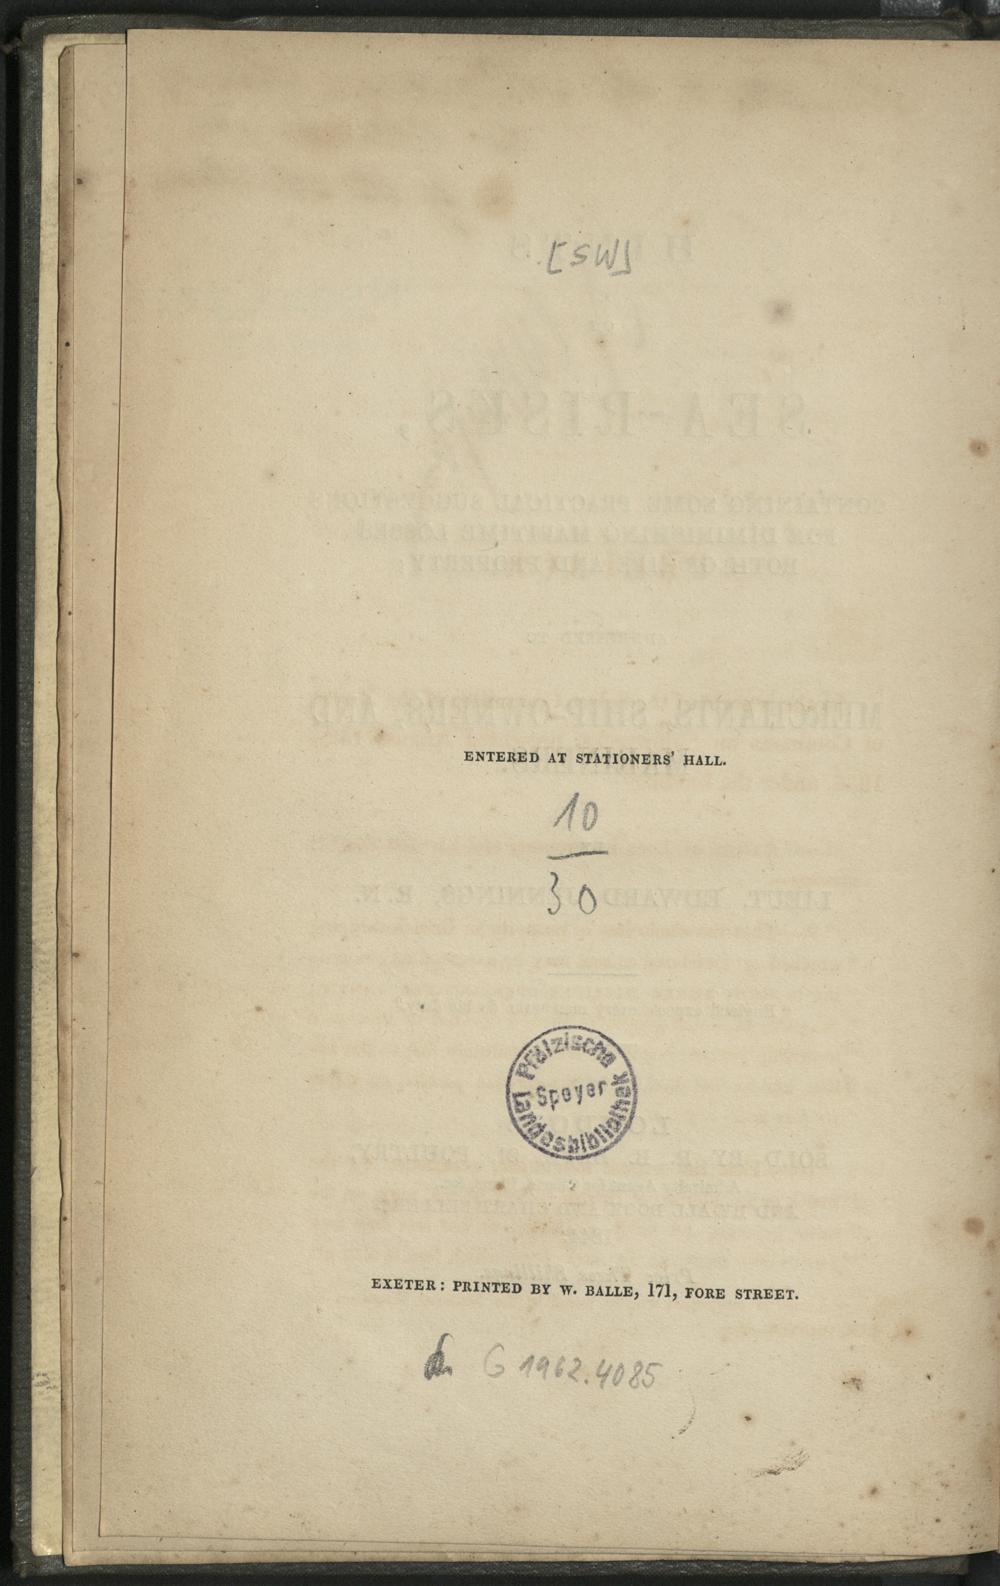 [SW]
ENTERED AT STATIONERS' HALL.
10
30
Pfälzische Landesbibliothek
Speyer
EXETER: PRINTED BY W. BALLE, 171, FORE STREET.
G 1962.4085